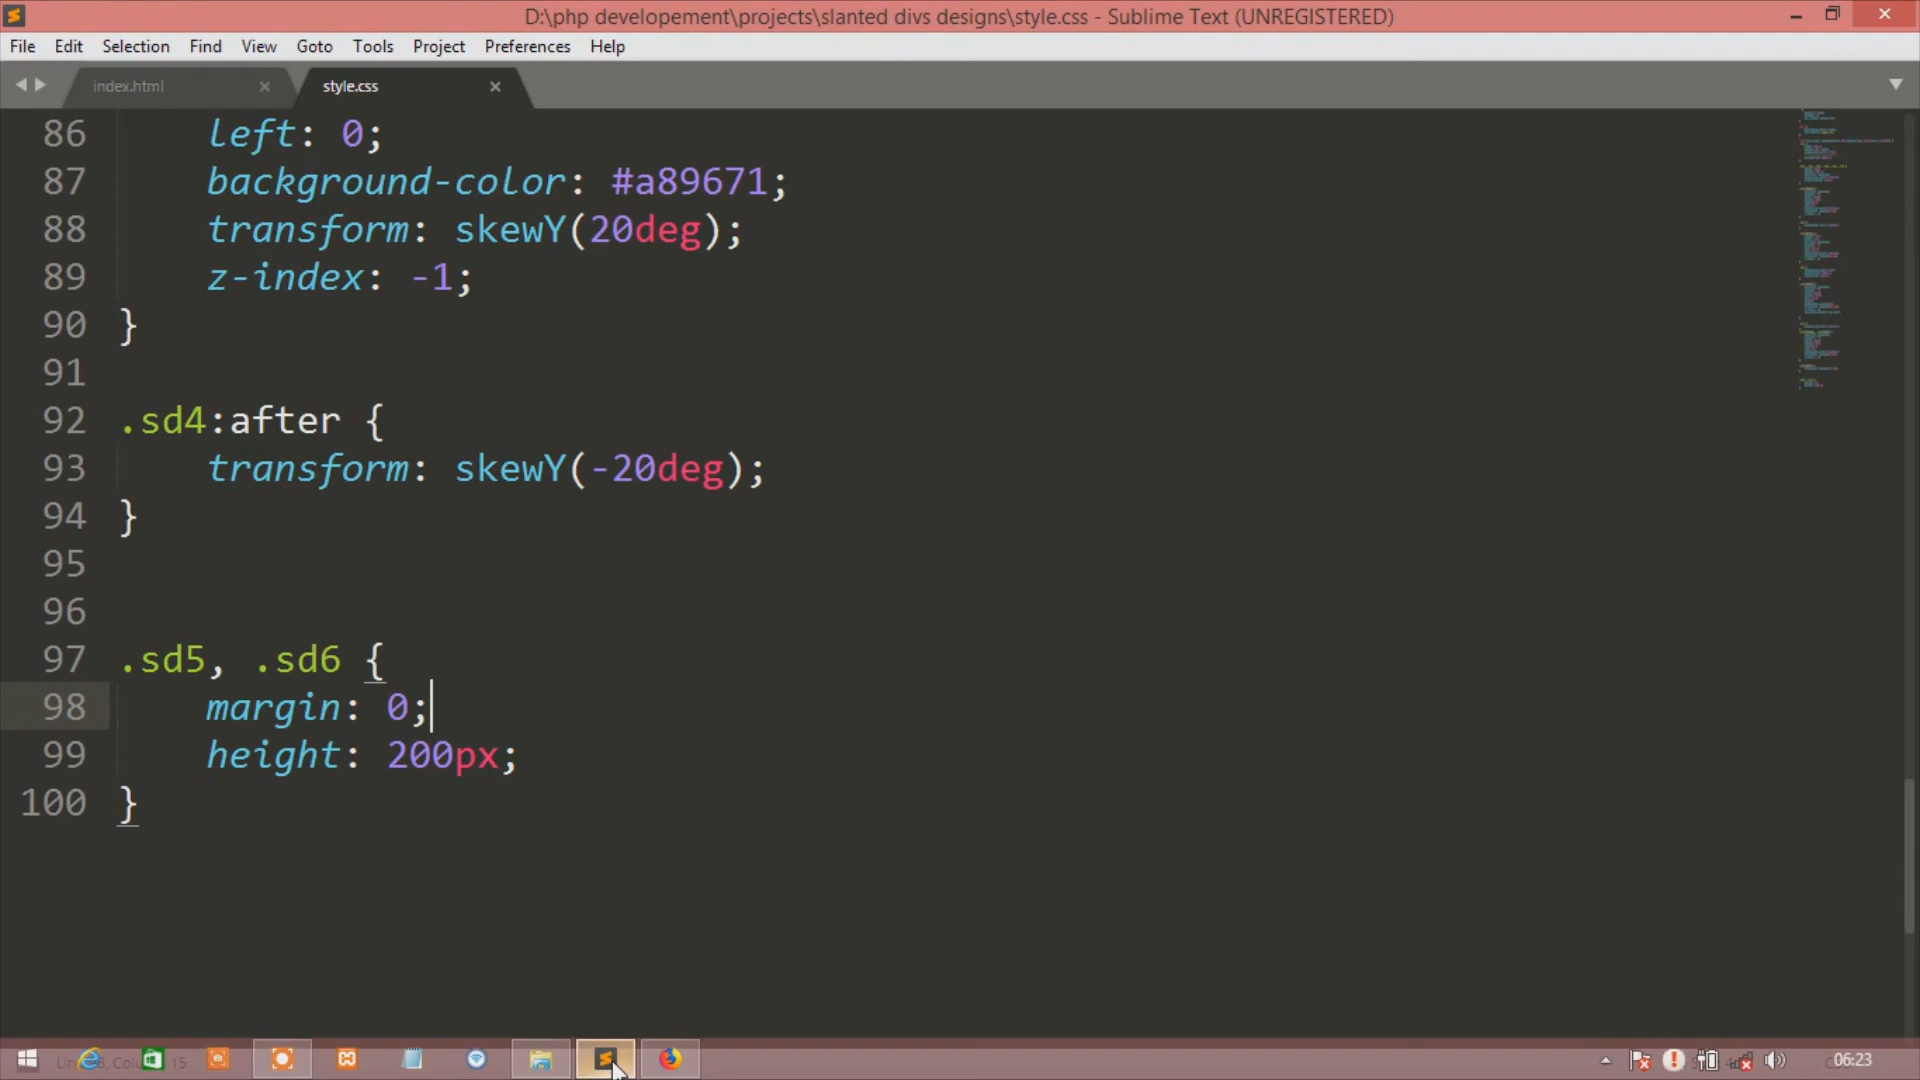 D:\php developement\projects\slanted divs designs\style.css - Sublime Text (UNREGISTERED)
File Edit Selection Find View Goto Tools Project Preferences Help
index.html style.css
86 left: 0;
87 background-color: #a89671;
88 transform: skewY(20deg);
89 z-index: -1;
90 }
91
92 .sd4:after {
93 transform: skewY(-20deg);
94 }
95
96
97 .sd5, .sd6 {
98 margin: 0;
99 height: 200px;
100 }
06:23